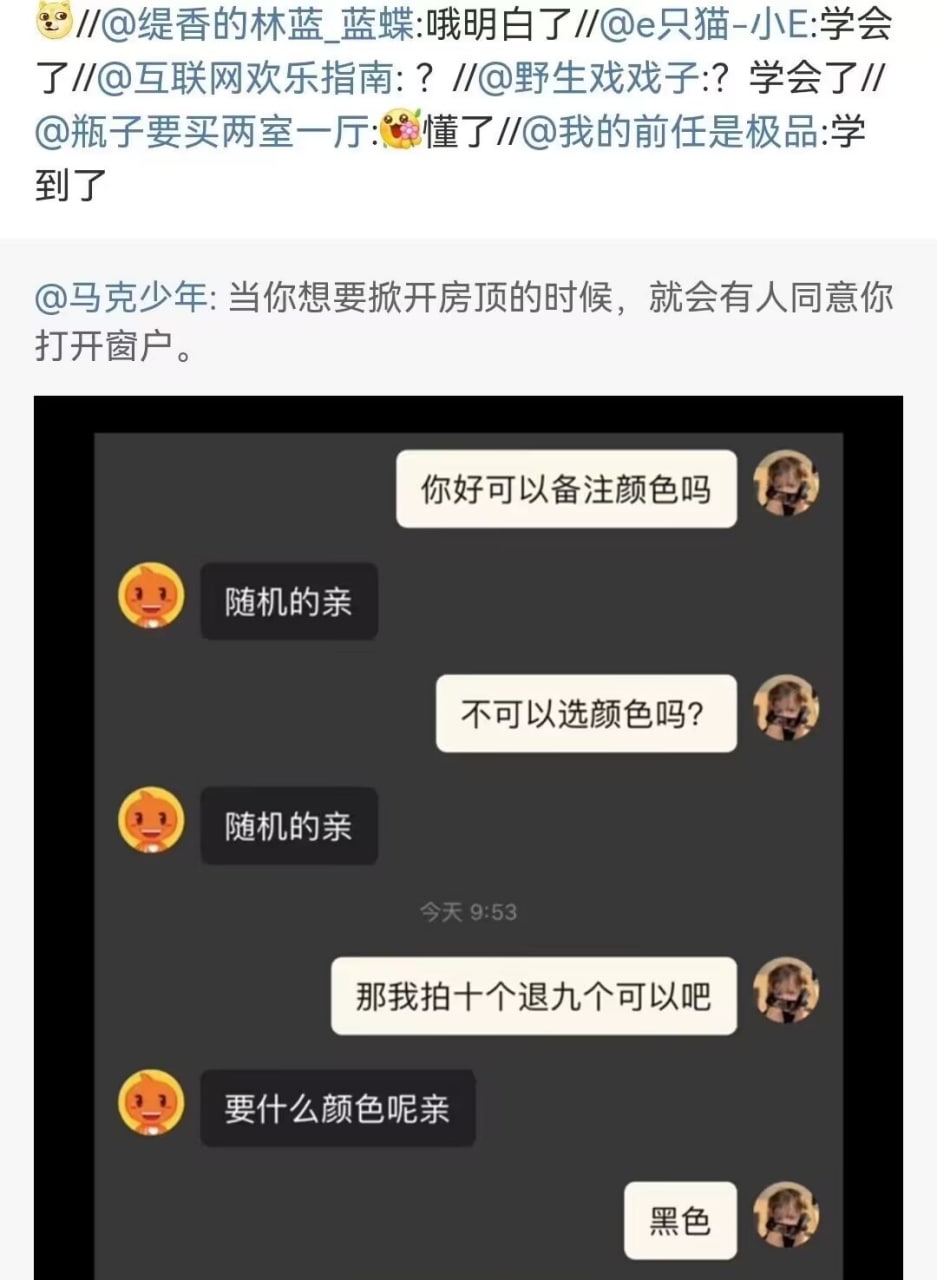 //@缇香的林蓝_蓝蝶:哦明白了//@e只猫-小E:学会
了//@互联网欢乐指南: ？//@野生戏戏子:？学会了//
@瓶子要买两室一厅:懂了//@我的前任是极品:学
到了
@马克少年: 当你想要掀开房顶的时候，就会有人同意你
打开窗户。
你好可以备注颜色吗
随机的亲
不可以选颜色吗?
随机的亲
今天 9:53
那我拍十个退九个可以吧
要什么颜色呢亲
黑色